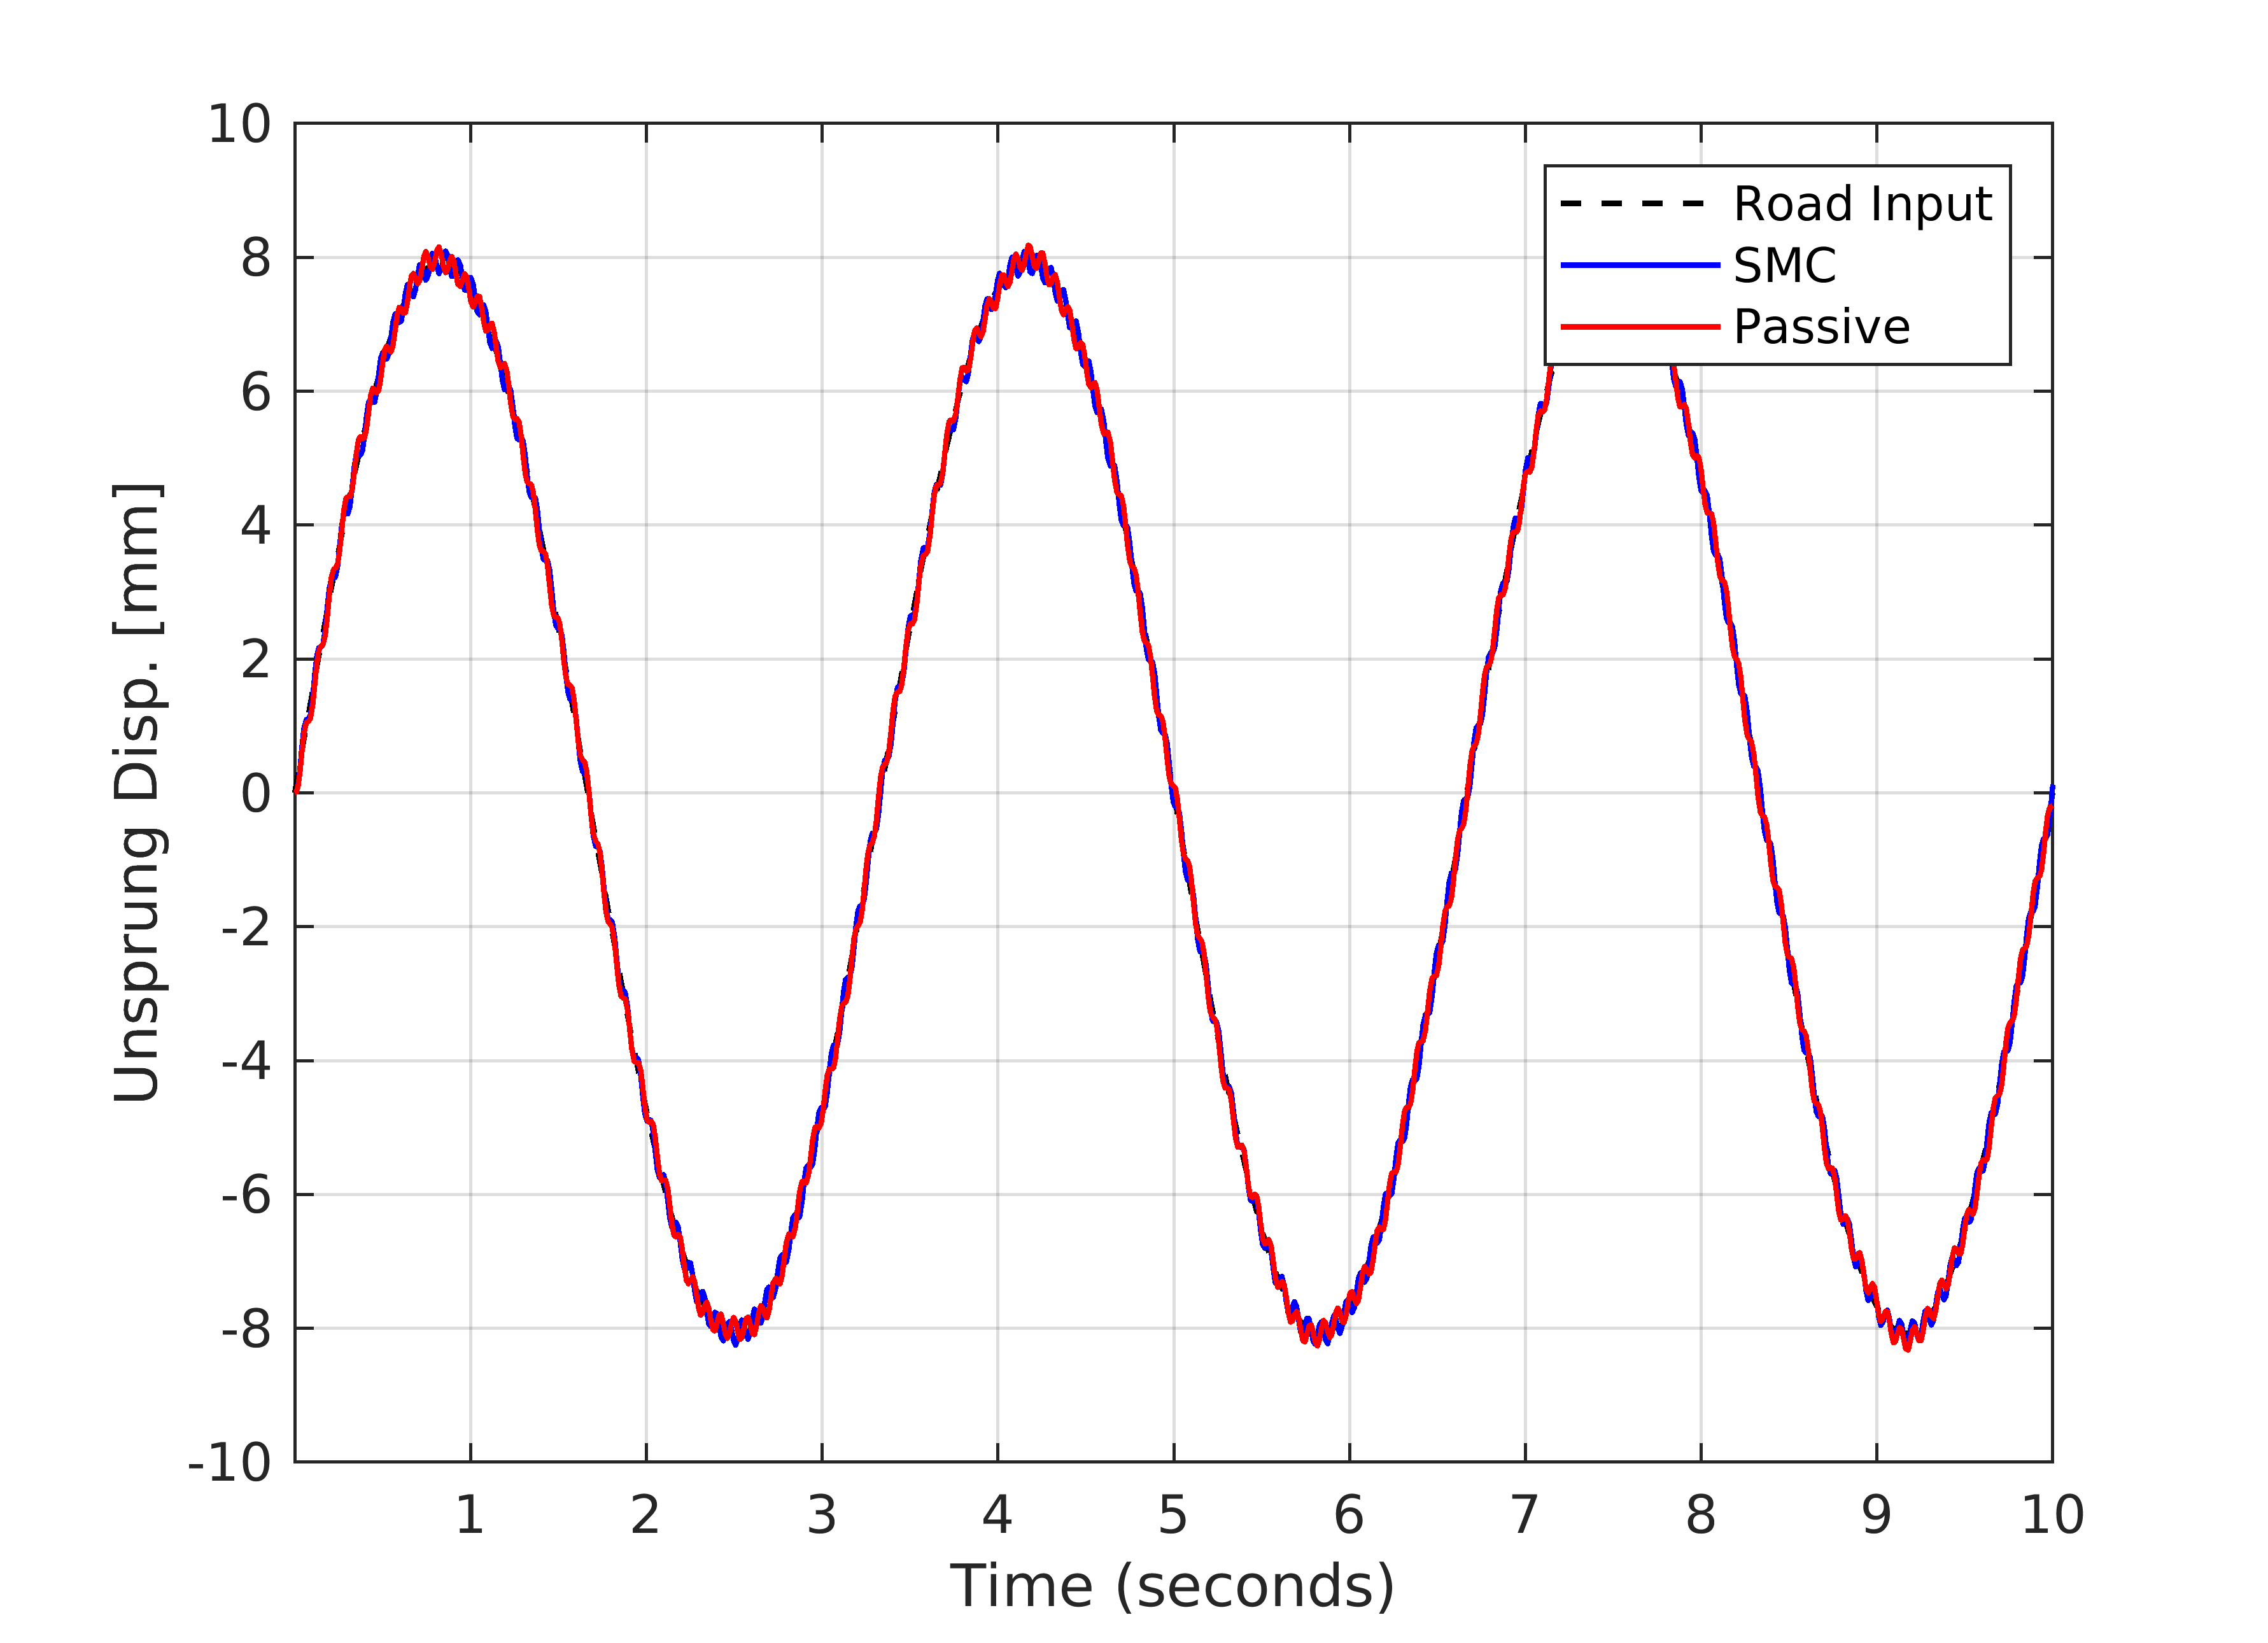 10
8
6
4
2
0
-2
-4
-6
-8
-10
Unsprung Disp. [mm]
Road Input
SMC
Passive
1 2 3 4 5 6 7 8 9 10
Time (seconds)